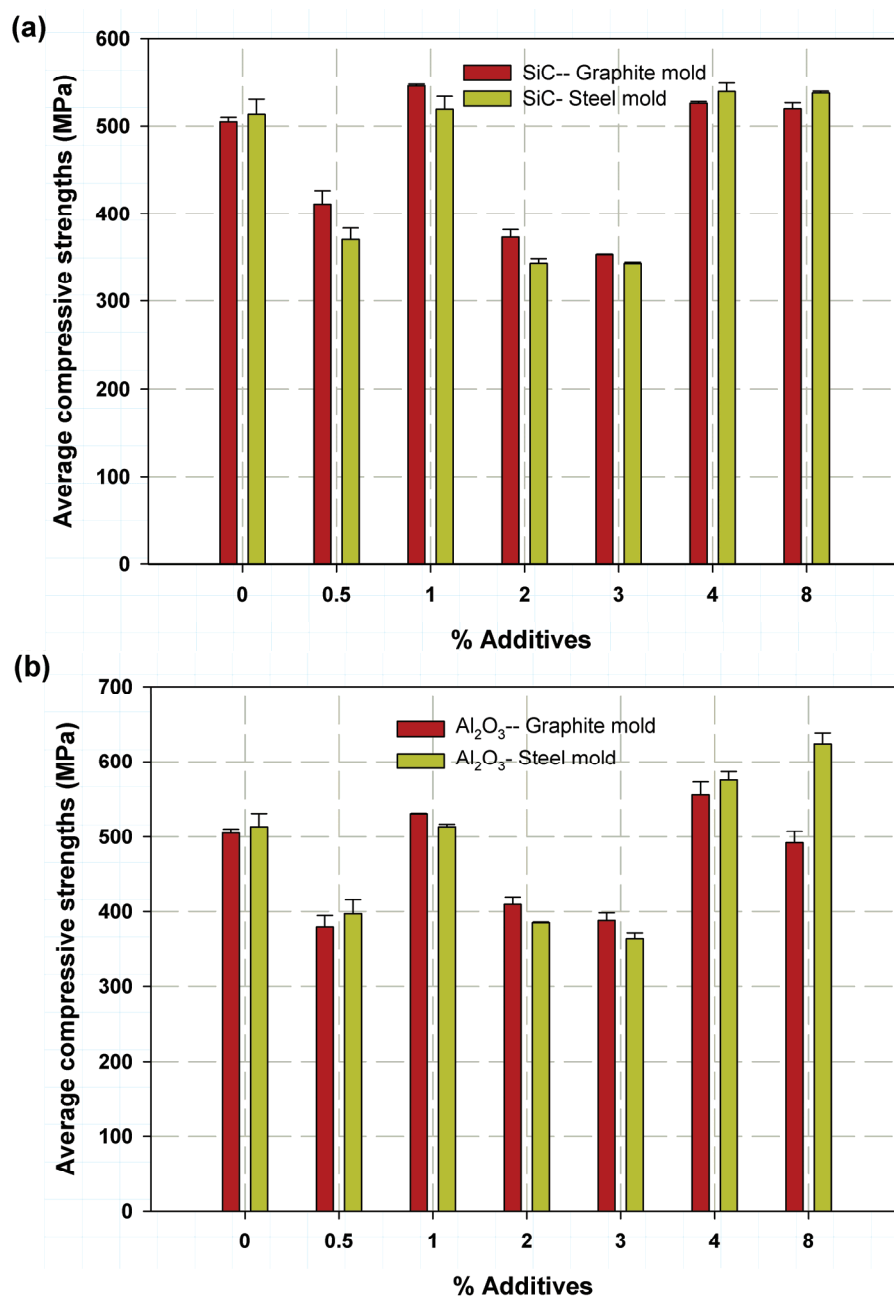 (a)
600
500
400
300
200
100
0
Average compressive strengths (MPa)
SiC-- Graphite mold
SiC- Steel mold
0 0.5 1 2 3 4 8
% Additives
(b)
700
600
500
400
300
200
100
0
Average compressive strengths (MPa)
Al₂O₃-- Graphite mold
Al₂O₃- Steel mold
0 0.5 1 2 3 4 8
% Additives